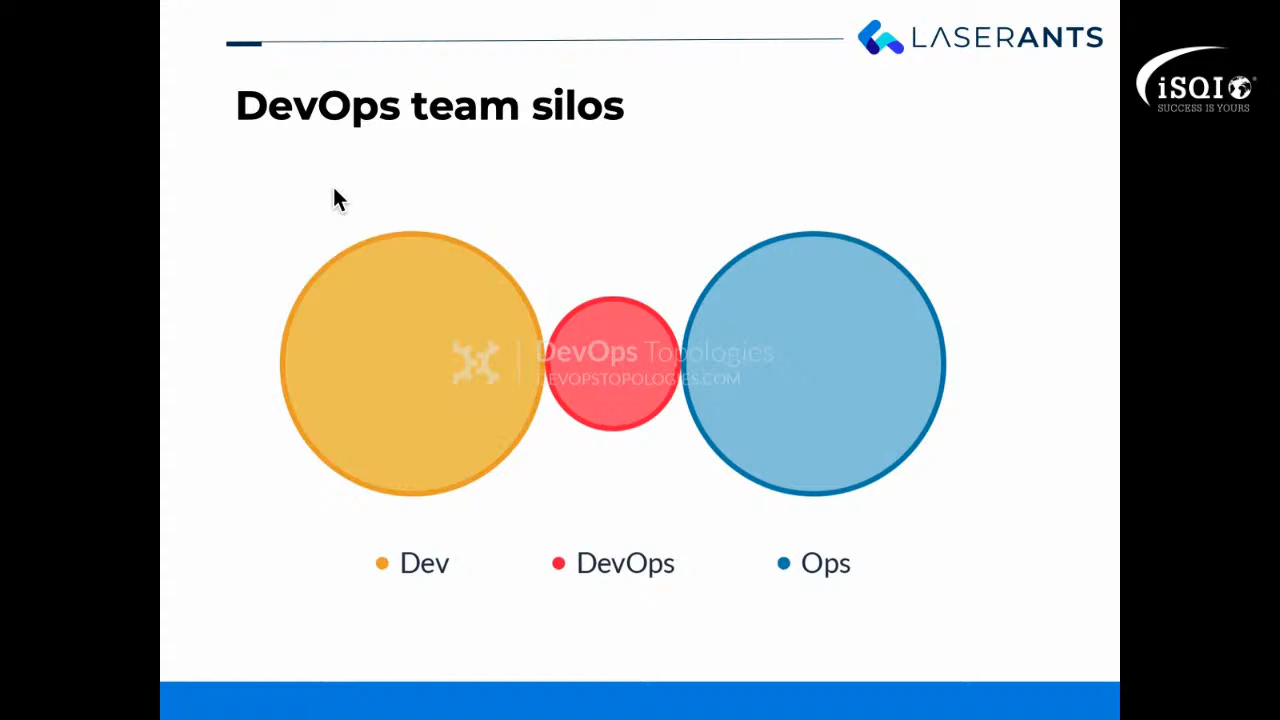 LASERANTS
iSQI
SUCCESS IS YOURS
DevOps team silos
DevOps Topologies
DEVOPSTOPOLOGIES.COM
Dev
DevOps
Ops